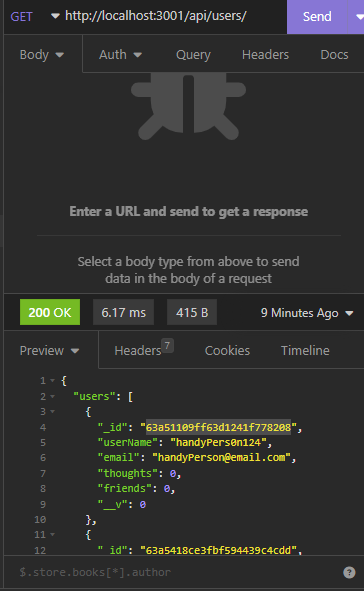 GET http://localhost:3001/api/users/ Send
Body Auth Query Headers Docs
Enter a URL and send to get a response
Select a body type from above to send
data in the body of a request
200 OK 6.17 ms 415 B 9 Minutes Ago
Preview Headers 7 Cookies Timeline
1 {
2 "users": [
3 {
4 "_id": "63a51109ff63d1241f778208",
5 "userName": "handyPers0n124",
6 "email": "handyPerson@email.com",
7 "thoughts": 0,
8 "friends": 0,
9 "__v": 0
10 },
11 {
12 "_id": "63a5418ce3fbf594439c4cdd",
$.store.books[*].author